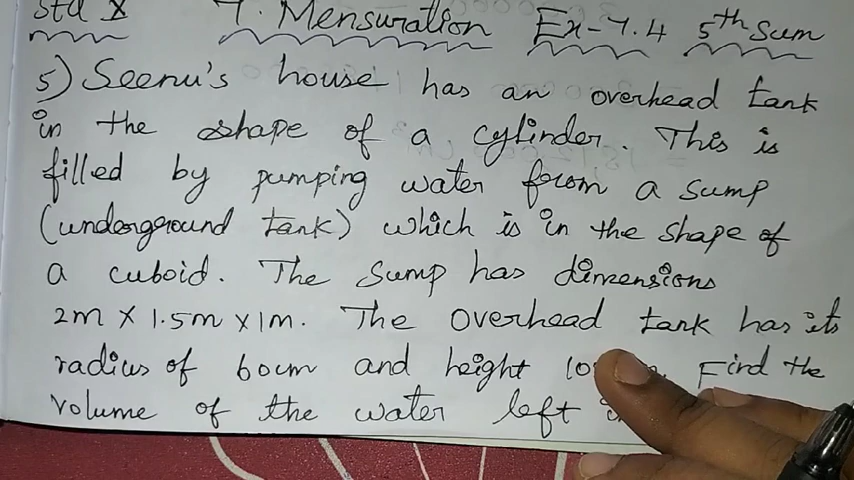 Std X 7. Mensuration Ex-7.4 5th Sum
5) Seenu's house has an overhead tank
in the shape of a cylinder. This is
filled by pumping water from a sump
(underground tank) which is in the shape of
a cuboid. The Sump has dimensions
2m X 1.5m X 1m. The overhead tank has its
radius of 60cm and height Find the
Volume of the water left